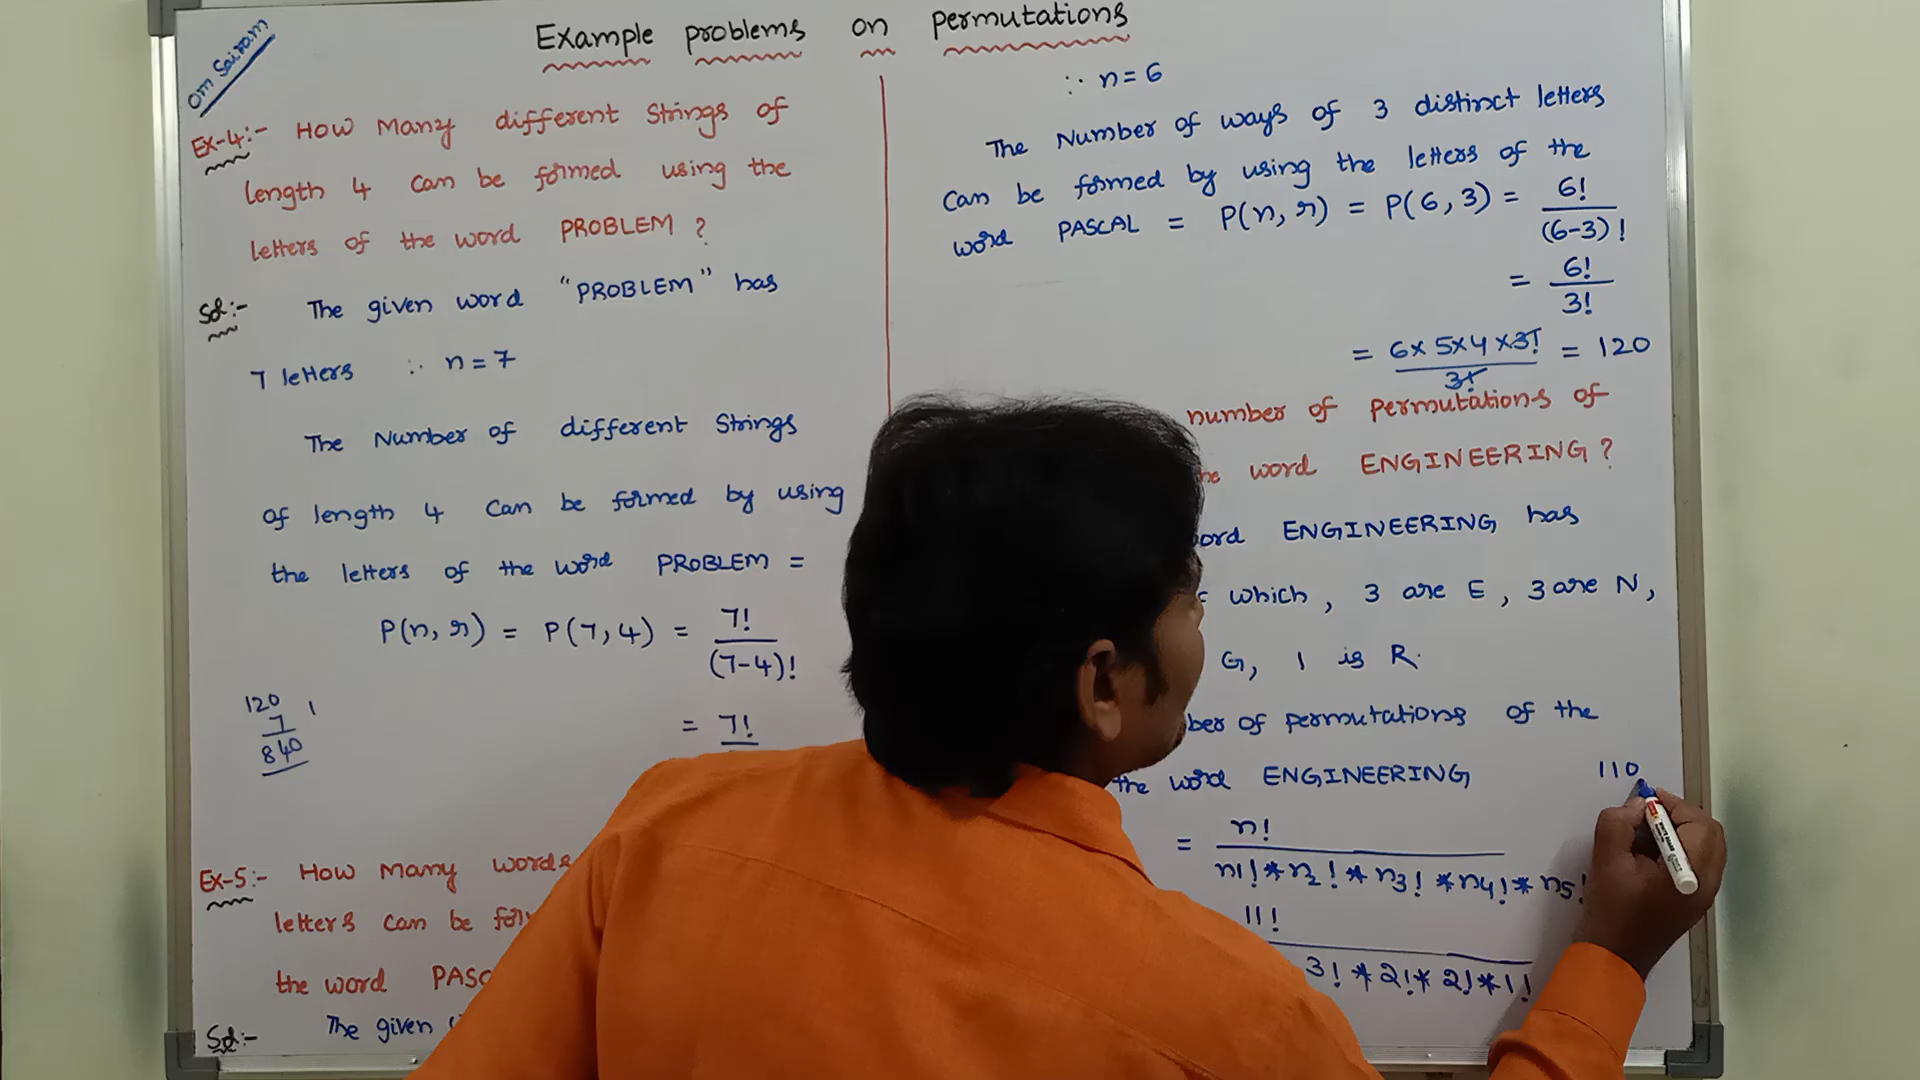 Example problems on permutations
Om Sairam
Ex-4:- How Many different Strings of
length 4 can be formed using the
letters of the word PROBLEM ?
Sol:- The given word "PROBLEM" has
7 letters ∴ n = 7
The Number of different Strings
of length 4 can be formed by using
the letters of the word PROBLEM =
P(n, r) = P(7, 4) = 7! / (7-4)!
= 7!
120
7
840
1
Ex-5:- How Many words
letters can be
the word
Sol:- The given
∴ n = 6
The Number of ways of 3 distinct letters
can be formed by using the letters of the
word PASCAL = P(n, r) = P(6, 3) = 6! / (6-3)!
= 6! / 3!
= 6 x 5 x 4 x 3! / 3! = 120
number of permutations of
word ENGINEERING ?
ENGINEERING has
which, 3 are E, 3 are N,
G, 1 is R.
of permutations of the
the word ENGINEERING
110
= n! / n1! * n2! * n3! * n4! * n5!
11!
3! * 2! * 2! * 1!